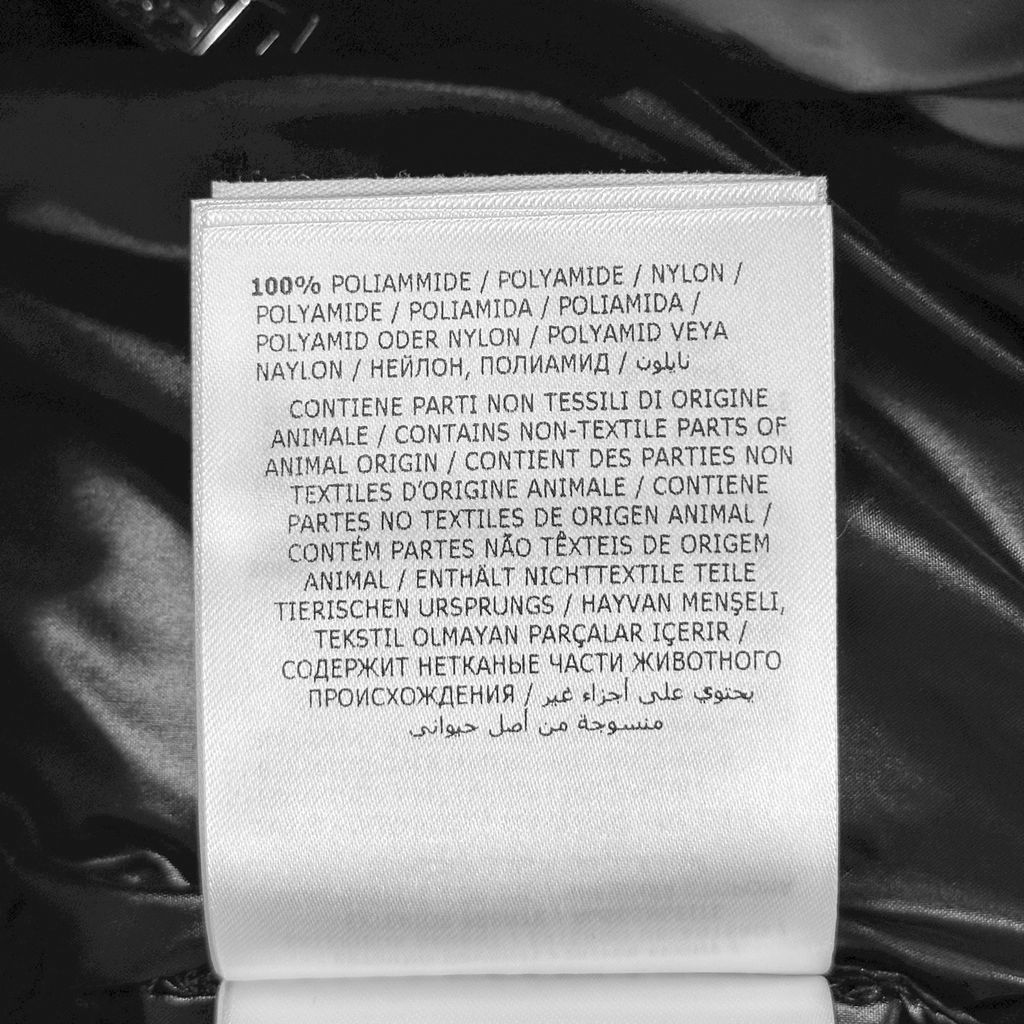 100% POLIAMMIDE / POLYAMIDE / NYLON /
POLYAMIDE / POLIAMIDA / POLIAMIDA /
POLYAMID ODER NYLON / POLYAMID VEYA
NAYLON / НЕЙЛОН, ПОЛИАМИД / نايلون
CONTIENE PARTI NON TESSILI DI ORIGINE
ANIMALE / CONTAINS NON-TEXTILE PARTS OF
ANIMAL ORIGIN / CONTIENT DES PARTIES NON
TEXTILES D'ORIGINE ANIMALE / CONTIENE
PARTES NO TEXTILES DE ORIGEN ANIMAL /
CONTÉM PARTES NÃO TÊXTEIS DE ORIGEM
ANIMAL / ENTHÄLT NICHTTEXTILE TEILE
TIERISCHEN URSPRUNGS / HAYVAN MENŞELI,
TEKSTIL OLMAYAN PARÇALAR IÇERIR /
СОДЕРЖИТ НЕТКАНЫЕ ЧАСТИ ЖИВОТНОГО
ПРОИСХОЖДЕНИЯ / يحتوي على أجزاء غير
منسوجة من أصل حيواني